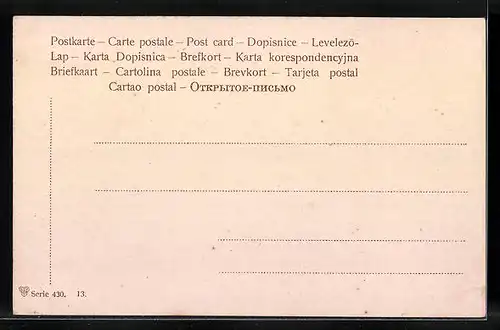 Postkarte – Carte postale – Post card – Dopisnice – Levelező-
Lap – Karta Dopisnica – Brefkort – Karta korespondencyjna
Briefkaart – Cartolina postale – Brevkort – Tarjeta postal
Cartao postal – Открытое-письмо
Serie 430. 13.